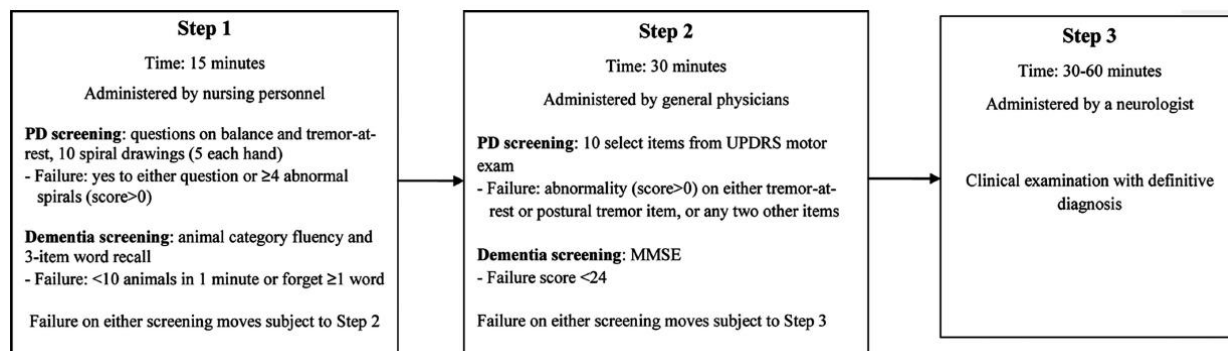 Step 1
Time: 15 minutes
Administered by nursing personnel
PD screening: questions on balance and tremor-at-
rest, 10 spiral drawings (5 each hand)
- Failure: yes to either question or ≥4 abnormal
spirals (score>0)
Dementia screening: animal category fluency and
3-item word recall
- Failure: <10 animals in 1 minute or forget ≥1 word
Failure on either screening moves subject to Step 2
Step 2
Time: 30 minutes
Administered by general physicians
PD screening: 10 select items from UPDRS motor
exam
- Failure: abnormality (score>0) on either tremor-at-
rest or postural tremor item, or any two other items
Dementia screening: MMSE
- Failure score <24
Failure on either screening moves subject to Step 3
Step 3
Time: 30-60 minutes
Administered by a neurologist
Clinical examination with definitive
diagnosis